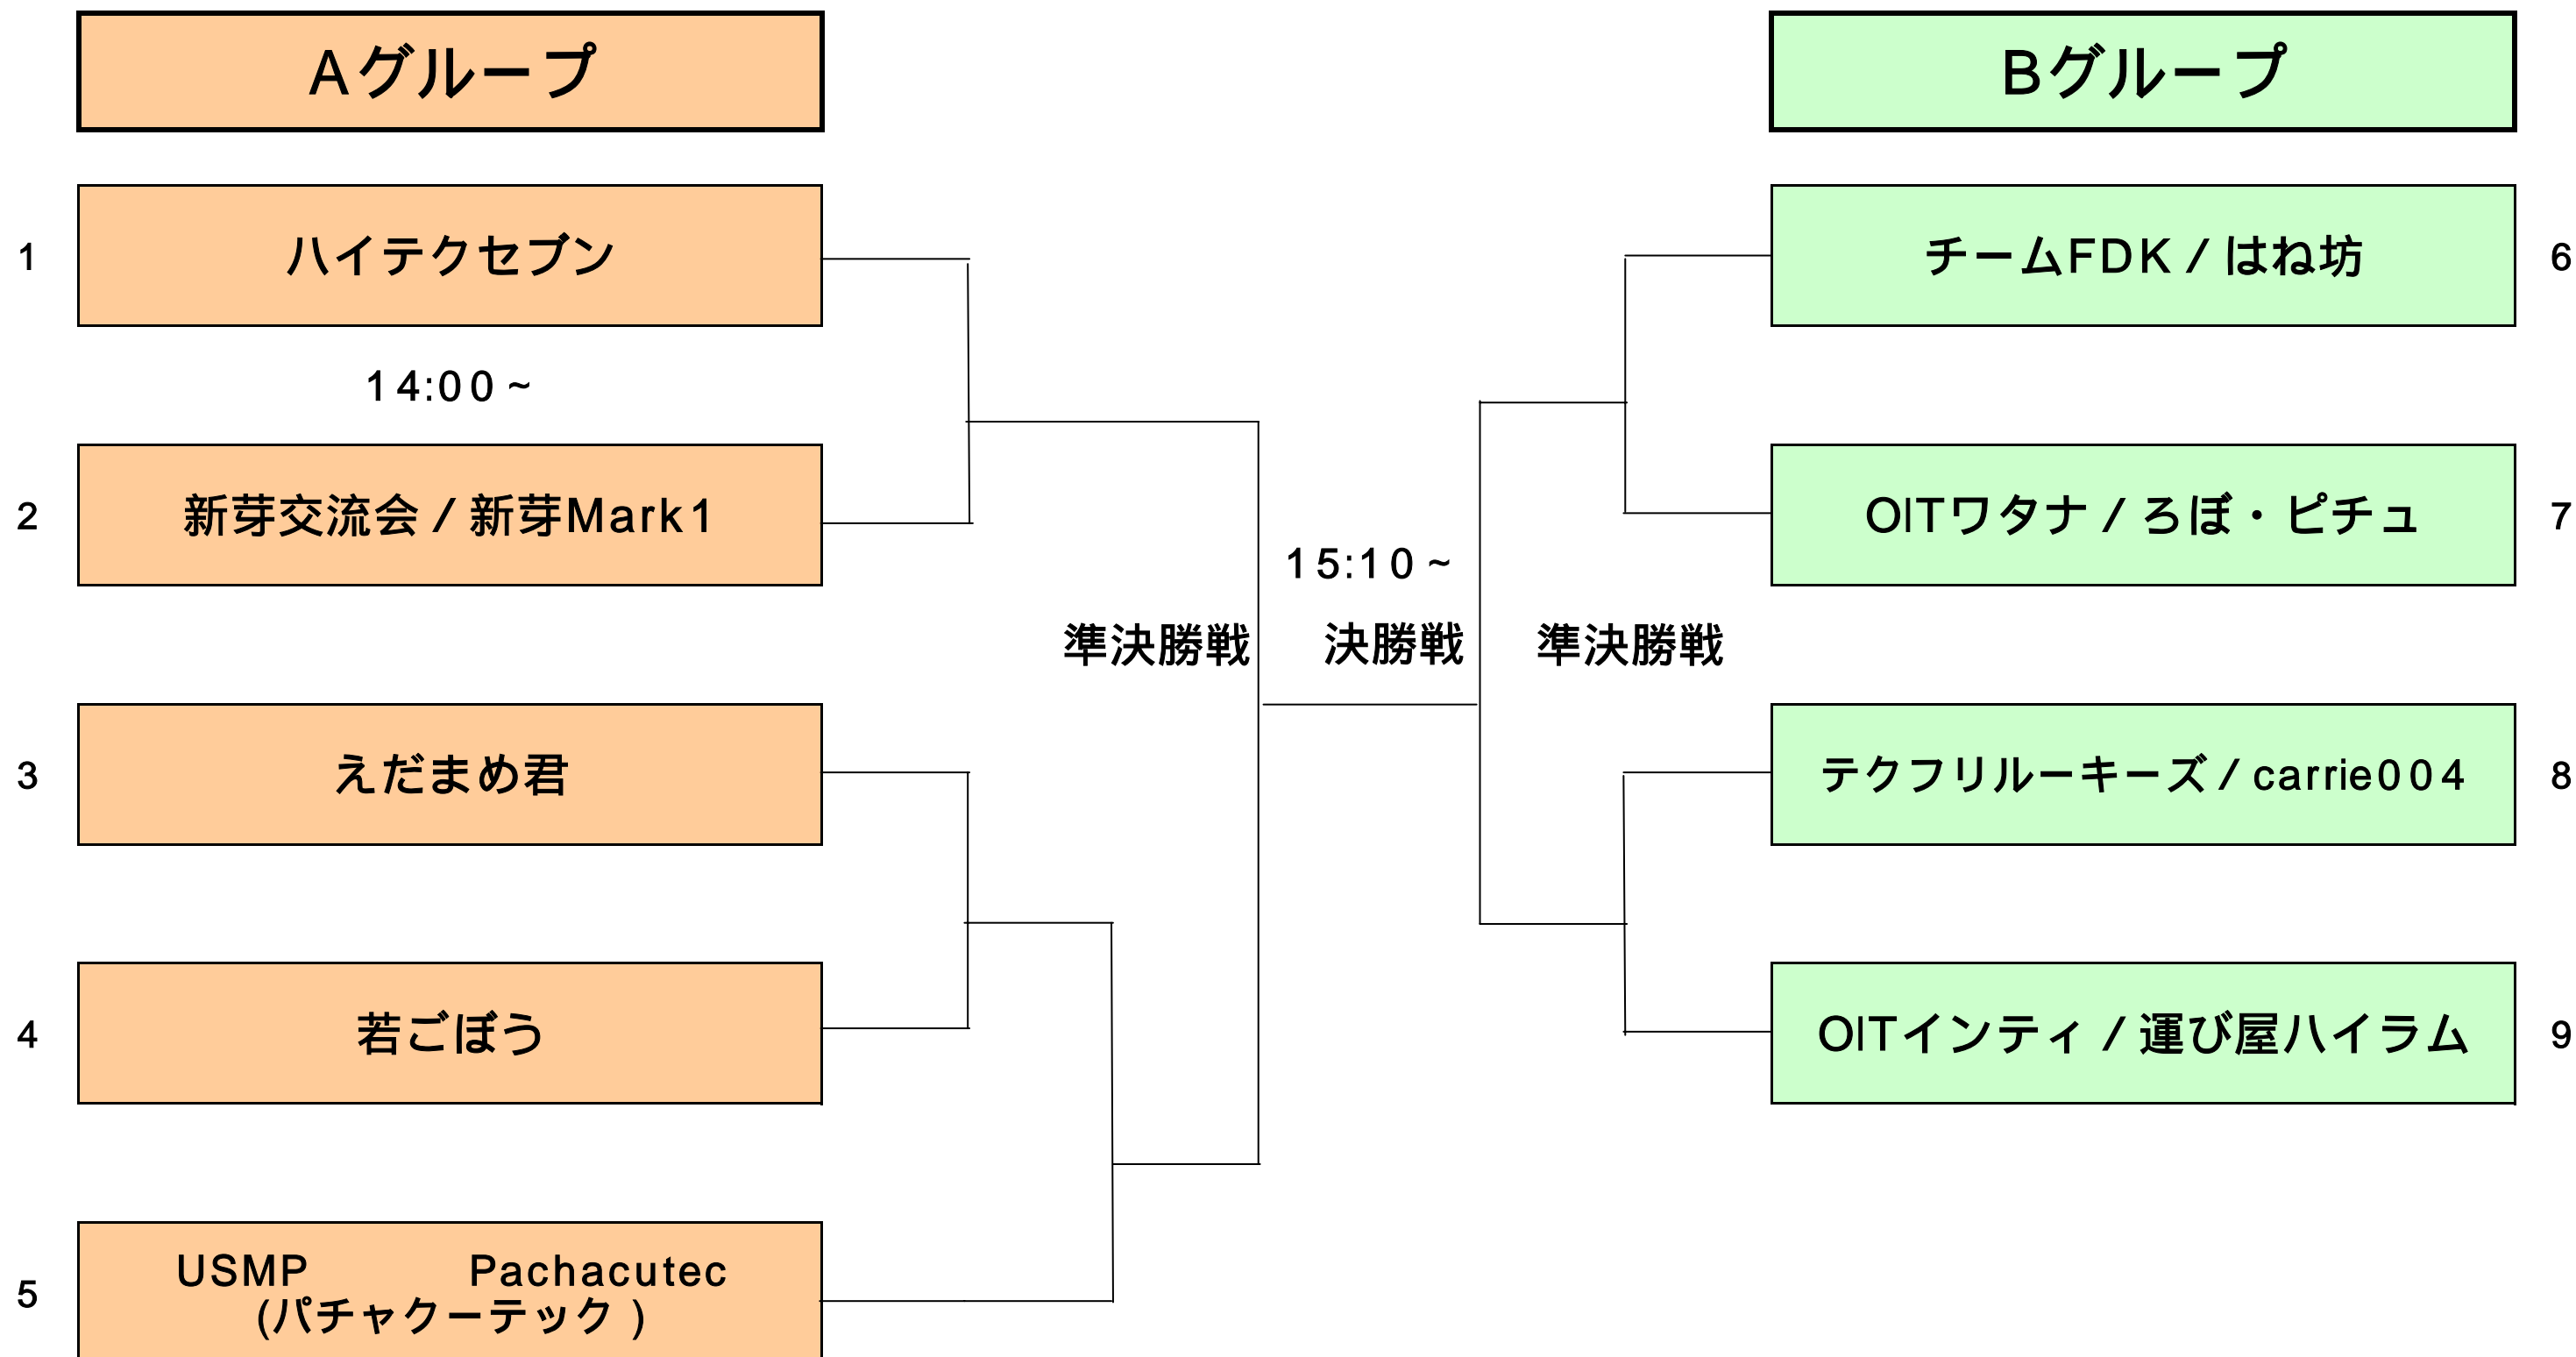 Aグループ
Bグループ
1
ハイテクセブン
チームFDK / はね坊
6
14:00～
2
新芽交流会 / 新芽Mark1
OITワタナ / ろぼ・ピチュ
7
15:10～
準決勝戦
決勝戦
準決勝戦
3
えだまめ君
テクフリルーキーズ / carrie004
8
4
若ごぼう
OITインティ / 運び屋ハイラム
9
5
USMP Pachacutec
(パチャクーテック)